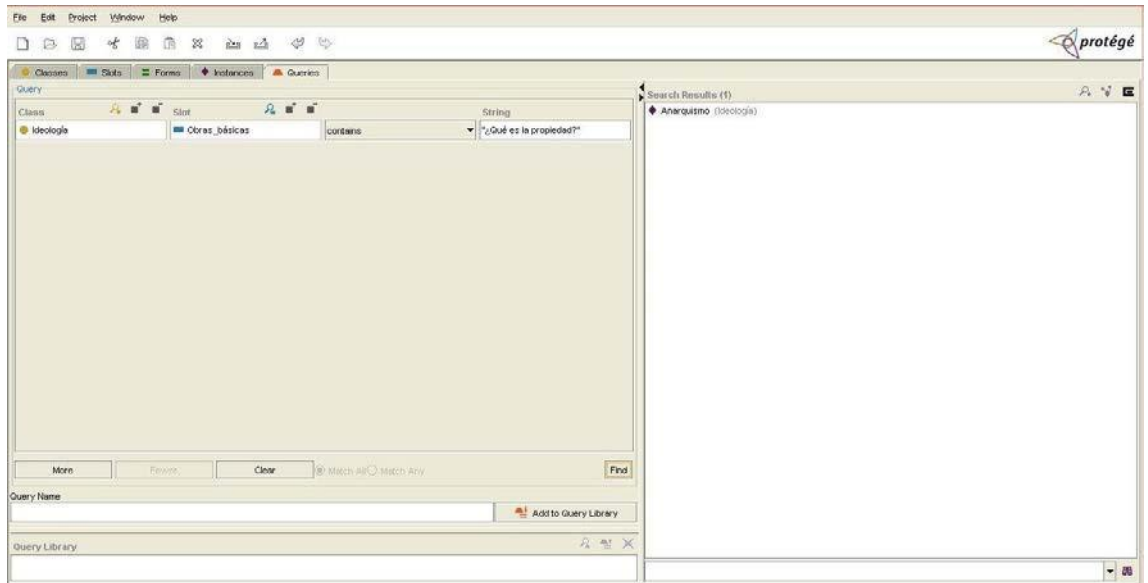 File Edit Project Window Help
protégé
Classes Slots Forms Instances Queries
Query
Search Results (1)
Class Slot String
Anarquismo (Ideología)
Ideología Obras_básicas contains "¿Qué es la propiedad?"
More Fewer Clear Match All Match Any Find
Query Name
Add to Query Library
Query Library